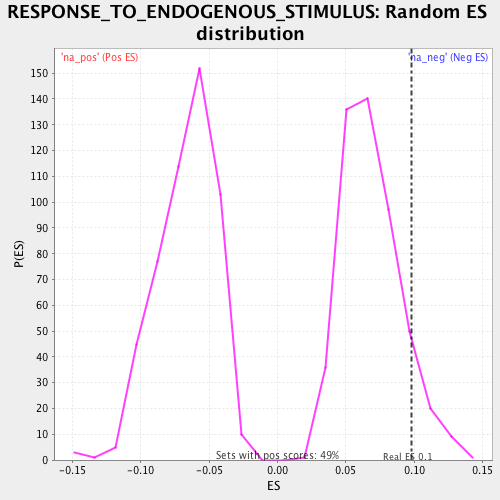 RESPONSE_TO_ENDOGENOUS_STIMULUS: Random ES
distribution
'na_pos' (Pos ES)
'na_neg' (Neg ES)
150
140
130
120
110
100
90
80
70
60
50
40
30
20
10
0
P(ES)
Sets with pos scores: 49%
Real ES 0.1
-0.15 -0.10 -0.05 0.00 0.05 0.10 0.15
ES